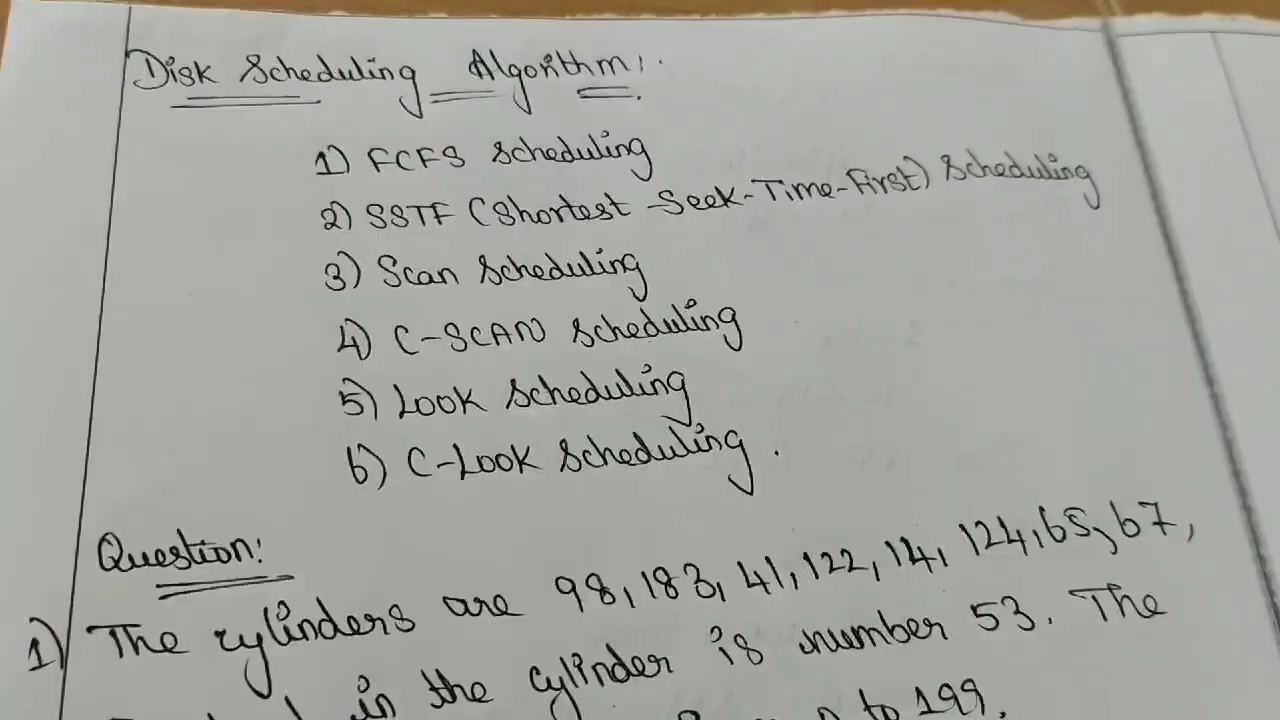 Disk Scheduling Algorithm:.
1) FCFS Scheduling
2) SSTF (Shortest-Seek-Time-First) Scheduling
3) Scan Scheduling
4) C-SCAN Scheduling
5) Look Scheduling
6) C-Look Scheduling.
Question:
1) The cylinders are 98, 183, 41, 122, 14, 124, 65, 67,
in the cylinder is number 53. The
to 199.